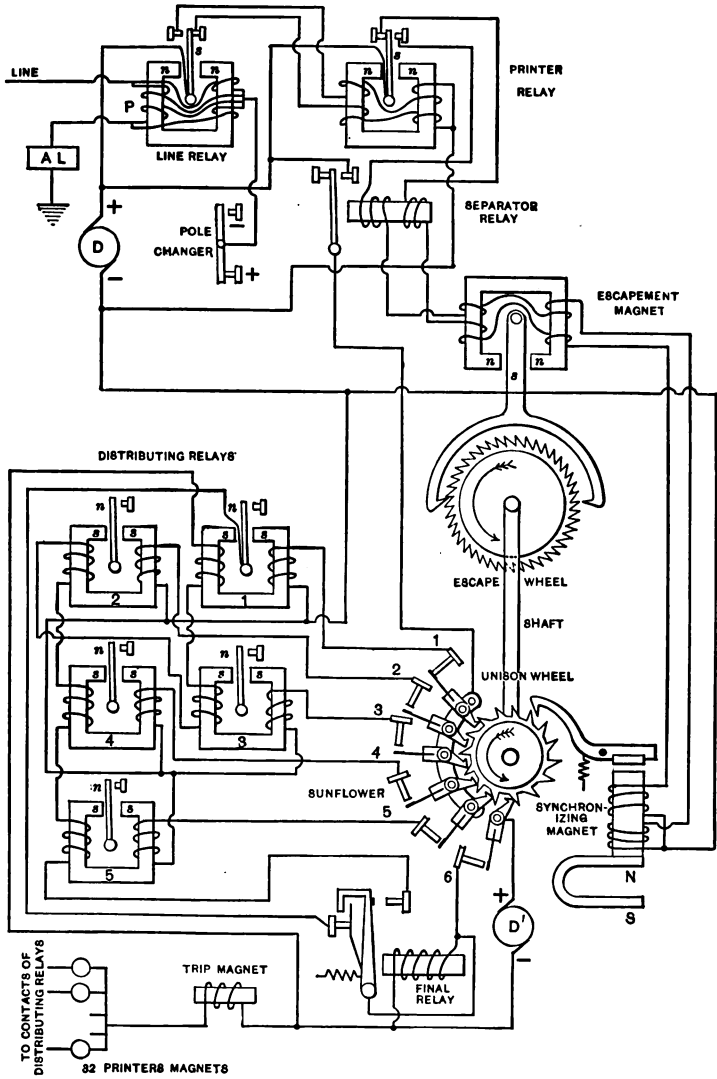 s
s
LINE
n
n
n
n
PRINTER
RELAY
P
LINE RELAY
AL
SEPARATOR
RELAY
+
POLE
CHANGER
−
+
D
−
ESCAPEMENT
MAGNET
n
n
s
DISTRIBUTING RELAYS
n
n
s
s
s
s
2
1
ESCAPE WHEEL
SHAFT
n
n
s
s
s
s
4
3
1
2
3
4
5
6
UNISON WHEEL
SUNFLOWER
SYNCHRON-
IZING
MAGNET
n
s
s
5
N
S
+
D'
−
TO CONTACTS OF
DISTRIBUTING RELAYS
TRIP MAGNET
FINAL
RELAY
32 PRINTERS MAGNETS